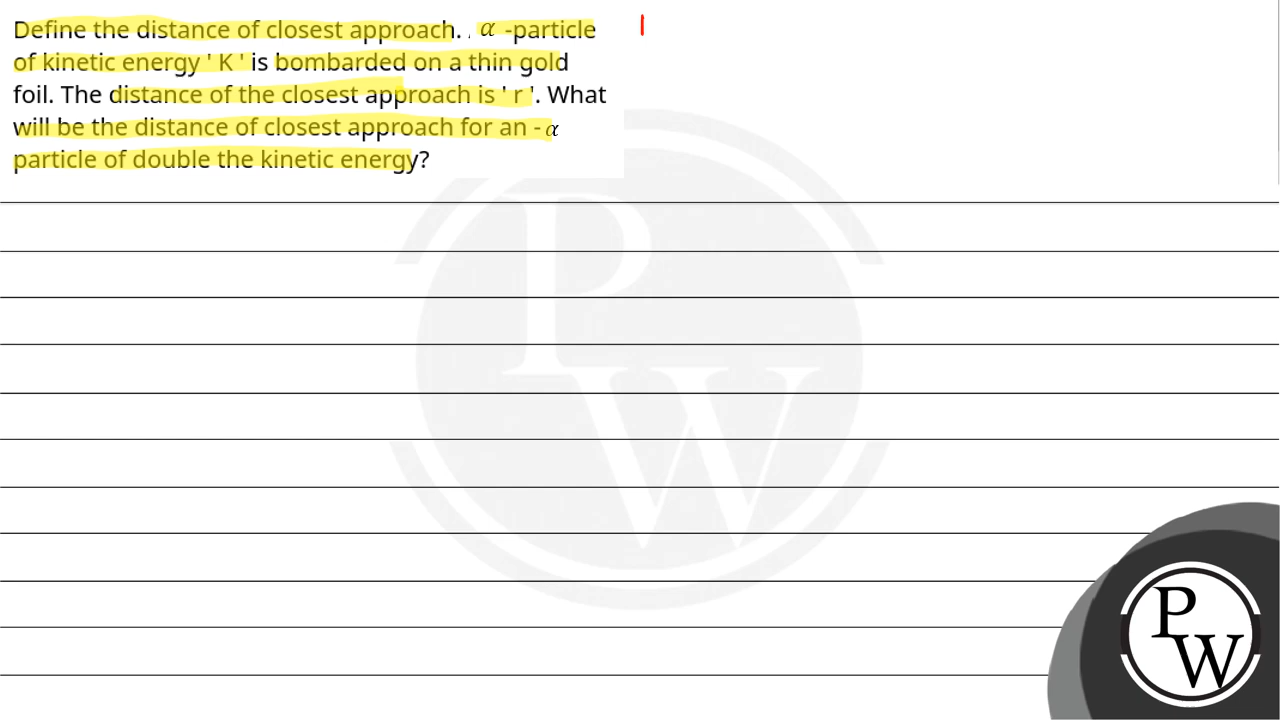 Define the distance of closest approach. . α -particle
of kinetic energy ' K ' is bombarded on a thin gold
foil. The distance of the closest approach is ' r '. What
will be the distance of closest approach for an - α
particle of double the kinetic energy?
P
W
P
W